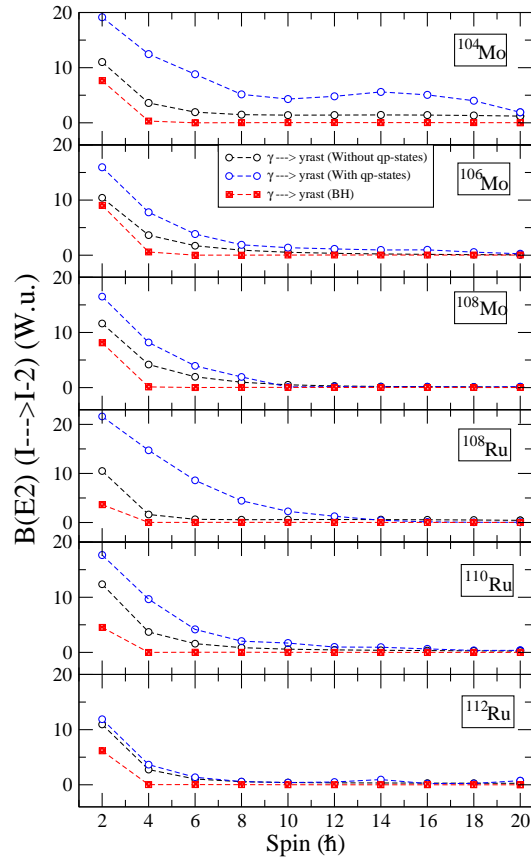 20
10
0
¹⁰⁴Mo
20
10
0
γ ---> yrast (Without qp-states)
γ ---> yrast (With qp-states)
γ ---> yrast (BH)
¹⁰⁶Mo
20
10
0
¹⁰⁸Mo
20
10
0
¹⁰⁸Ru
20
10
0
¹¹⁰Ru
20
10
0
¹¹²Ru
2 4 6 8 10 12 14 16 18 20
Spin (ℏ)
B(E2) (I--->I-2) (W.u.)